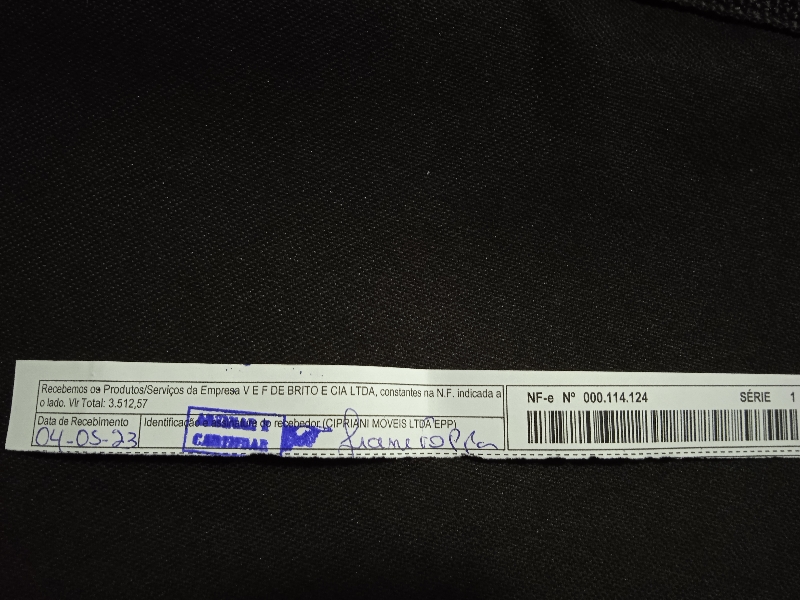 Recebemos os Produtos/Serviços da Empresa V E F DE BRITO E CIA LTDA, constantes na N.F. indicada a
o lado. Vlr Total: 3.512,57
NF-e Nº 000.114.124 SÉRIE 1
Data de Recebimento
Identificação e assinatura do recebedor (CIPRIANI MOVEIS LTDA EPP)
04-05-23